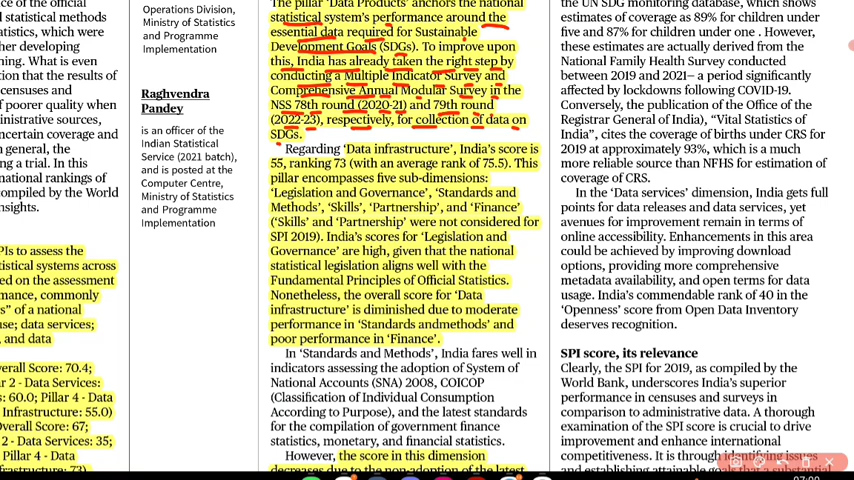 ce of the official
l statistical methods
atistics, which were
her developing
ning. What is even
on that the results of
censuses and
f poorer quality when
ministrative sources,
ncertain coverage and
n general, the
ng a trial. In this
national rankings of
compiled by the World
nsights.
PIs to assess the
tistical systems across
ed on the assessment
mance, commonly
s" of a national
use; data services;
, and data
verall Score: 70.4;
ar 2 - Data Services:
s: 60.0; Pillar 4 - Data
Infrastructure: 55.0)
verall Score: 67;
2 - Data Services: 35;
Pillar 4 - Data
Operations Division,
Ministry of Statistics
and Programme
Implementation
Raghvendra
Pandey
is an officer of the
Indian Statistical
Service (2021 batch),
and is posted at the
Computer Centre,
Ministry of Statistics
and Programme
Implementation
The pillar 'Data Products' anchors the national
statistical system's performance around the
essential data required for Sustainable
Development Goals (SDGs). To improve upon
this, India has already taken the right step by
conducting a Multiple Indicator Survey and
Comprehensive Annual Modular Survey in the
NSS 78th round (2020-21) and 79th round
(2022-23), respectively, for collection of data on
SDGs.
Regarding 'Data infrastructure', India's score is
55, ranking 73 (with an average rank of 75.5). This
pillar encompasses five sub-dimensions:
'Legislation and Governance', 'Standards and
Methods', 'Skills', 'Partnership', and 'Finance'
('Skills' and 'Partnership' were not considered for
SPI 2019). India's scores for 'Legislation and
Governance' are high, given that the national
statistical legislation aligns well with the
Fundamental Principles of Official Statistics.
Nonetheless, the overall score for 'Data
infrastructure' is diminished due to moderate
performance in 'Standards andmethods' and
poor performance in 'Finance'.
In 'Standards and Methods', India fares well in
indicators assessing the adoption of System of
National Accounts (SNA) 2008, COICOP
(Classification of Individual Consumption
According to Purpose), and the latest standards
for the compilation of government finance
statistics, monetary, and financial statistics.
However, the score in this dimension
decreases due to the non-adoption of the latest
the UN SDG monitoring database, which shows
estimates of coverage as 89% for children under
five and 87% for children under one . However,
these estimates are actually derived from the
National Family Health Survey conducted
between 2019 and 2021— a period significantly
affected by lockdowns following COVID-19.
Conversely, the publication of the Office of the
Registrar General of India), “Vital Statistics of
India”, cites the coverage of births under CRS for
2019 at approximately 93%, which is a much
more reliable source than NFHS for estimation of
coverage of CRS.
In the 'Data services' dimension, India gets full
points for data releases and data services, yet
avenues for improvement remain in terms of
online accessibility. Enhancements in this area
could be achieved by improving download
options, providing more comprehensive
metadata availability, and open terms for data
usage. India's commendable rank of 40 in the
'Openness' score from Open Data Inventory
deserves recognition.
SPI score, its relevance
Clearly, the SPI for 2019, as compiled by the
World Bank, underscores India's superior
performance in censuses and surveys in
comparison to administrative data. A thorough
examination of the SPI score is crucial to drive
improvement and enhance international
competitiveness. It is through identifying issues
and establishing attainable goals that a substantial